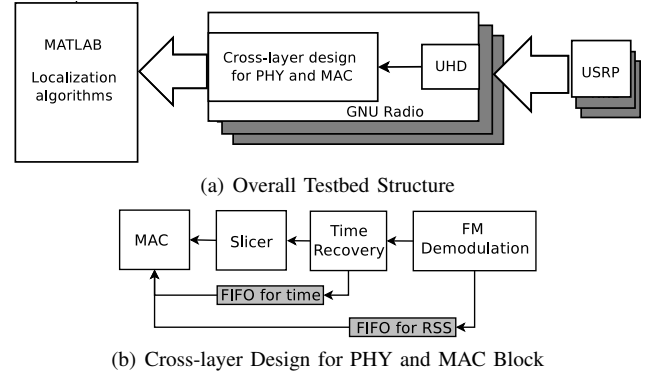 MATLAB
Localization
algorithms
Cross-layer design
for PHY and MAC
UHD
GNU Radio
USRP
(a) Overall Testbed Structure
MAC
Slicer
Time
Recovery
FM
Demodulation
FIFO for time
FIFO for RSS
(b) Cross-layer Design for PHY and MAC Block